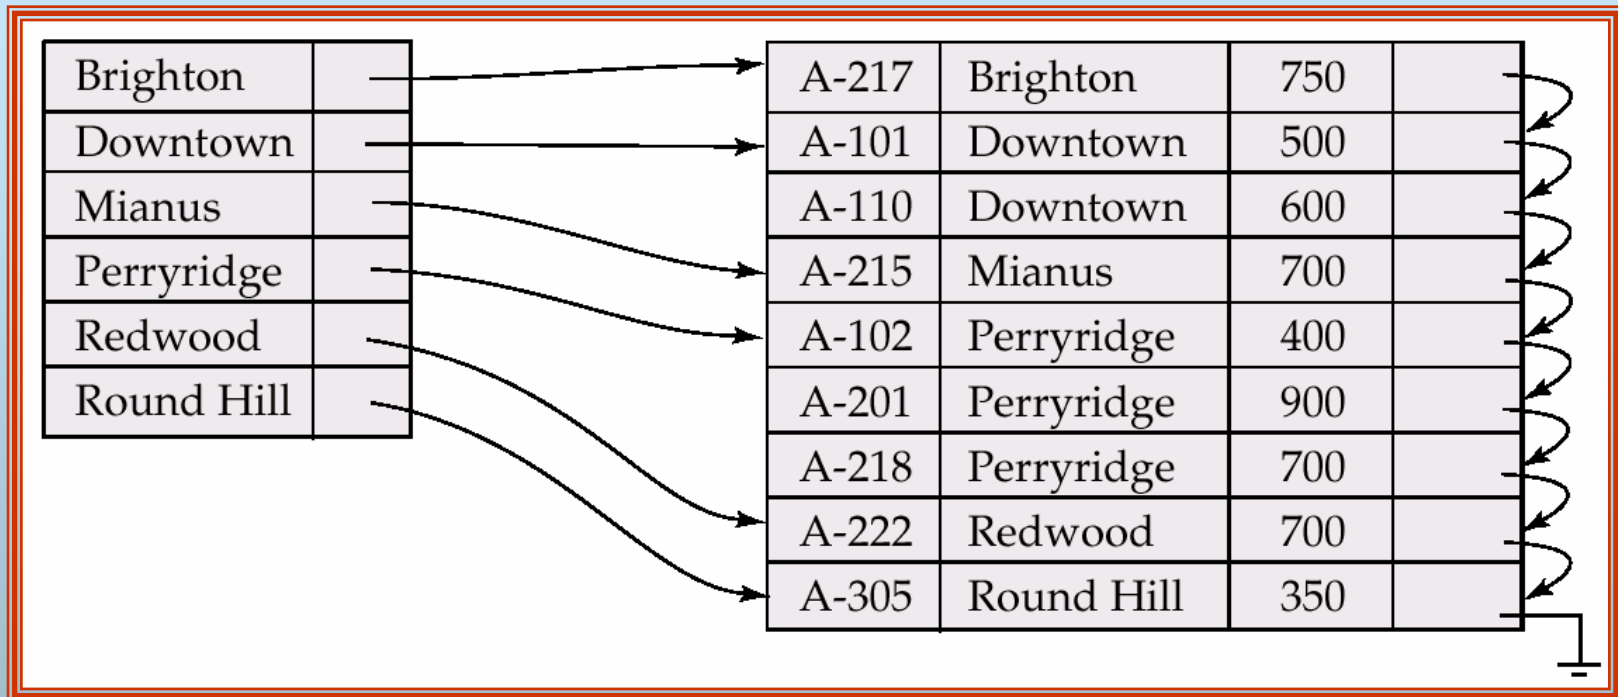 Brighton
Downtown
Mianus
Perryridge
Redwood
Round Hill
A-217 Brighton 750
A-101 Downtown 500
A-110 Downtown 600
A-215 Mianus 700
A-102 Perryridge 400
A-201 Perryridge 900
A-218 Perryridge 700
A-222 Redwood 700
A-305 Round Hill 350